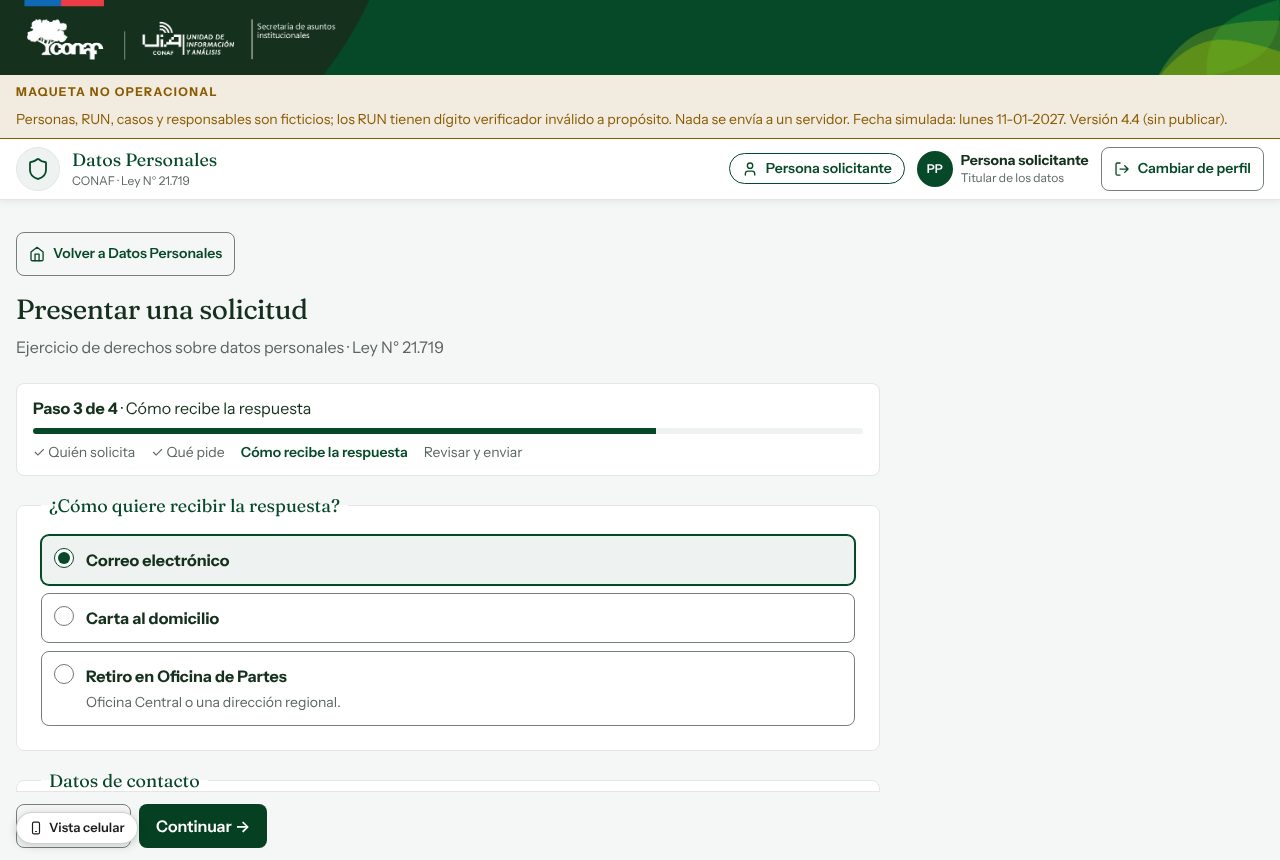 conaf
UIA
CONAF
UNIDAD DE
INFORMACIÓN
Y ANÁLISIS
Secretaría de asuntos
institucionales
MAQUETA NO OPERACIONAL
Personas, RUN, casos y responsables son ficticios; los RUN tienen dígito verificador inválido a propósito. Nada se envía a un servidor. Fecha simulada: lunes 11-01-2027. Versión 4.4 (sin publicar).
Datos Personales
CONAF · Ley N° 21.719
Persona solicitante
PP
Persona solicitante
Titular de los datos
Cambiar de perfil
Volver a Datos Personales
Presentar una solicitud
Ejercicio de derechos sobre datos personales · Ley N° 21.719
Paso 3 de 4 · Cómo recibe la respuesta
✓ Quién solicita ✓ Qué pide Cómo recibe la respuesta Revisar y enviar
¿Cómo quiere recibir la respuesta?
Correo electrónico
Carta al domicilio
Retiro en Oficina de Partes
Oficina Central o una dirección regional.
Datos de contacto
Vista celular
Continuar →